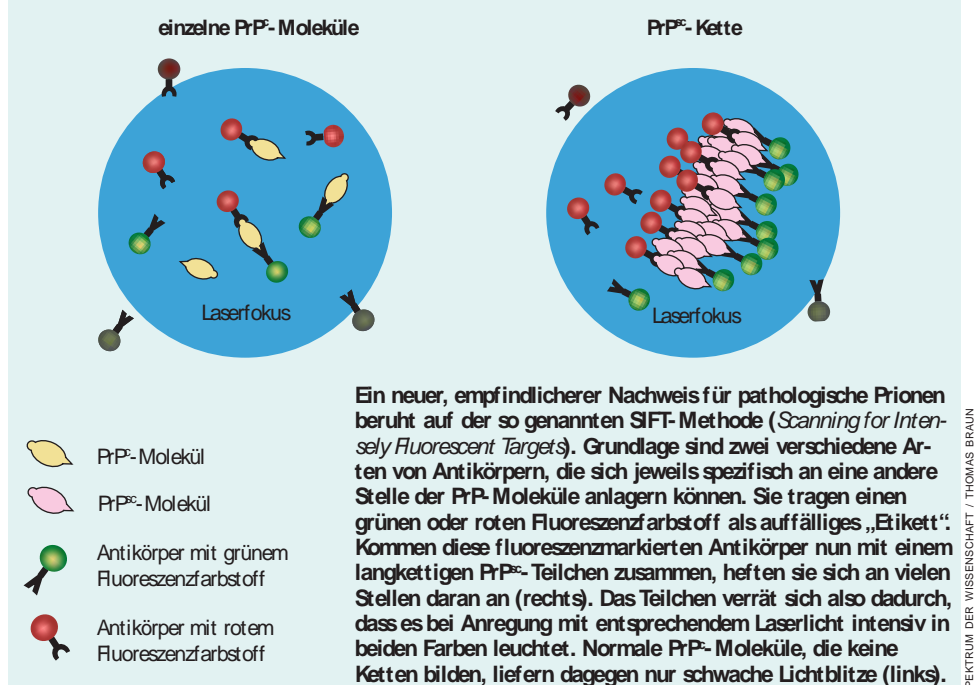 einzelne PrPᶜ-Moleküle
PrPˢᶜ-Kette
Laserfokus
Laserfokus
PrPᶜ-Molekül
PrPˢᶜ-Molekül
Antikörper mit grünem
Fluoreszenzfarbstoff
Antikörper mit rotem
Fluoreszenzfarbstoff
Ein neuer, empfindlicherer Nachweis für pathologische Prionen
beruht auf der so genannten SIFT-Methode (Scanning for Inten-
sely Fluorescent Targets). Grundlage sind zwei verschiedene Ar-
ten von Antikörpern, die sich jeweils spezifisch an eine andere
Stelle der PrP-Moleküle anlagern können. Sie tragen einen
grünen oder roten Fluoreszenzfarbstoff als auffälliges „Etikett“.
Kommen diese fluoreszenzmarkierten Antikörper nun mit einem
langkettigen PrPˢᶜ-Teilchen zusammen, heften sie sich an vielen
Stellen daran an (rechts). Das Teilchen verrät sich also dadurch,
dass es bei Anregung mit entsprechendem Laserlicht intensiv in
beiden Farben leuchtet. Normale PrPᶜ-Moleküle, die keine
Ketten bilden, liefern dagegen nur schwache Lichtblitze (links).
PEKTRUM DER WISSENSCHAFT / THOMAS BRAUN